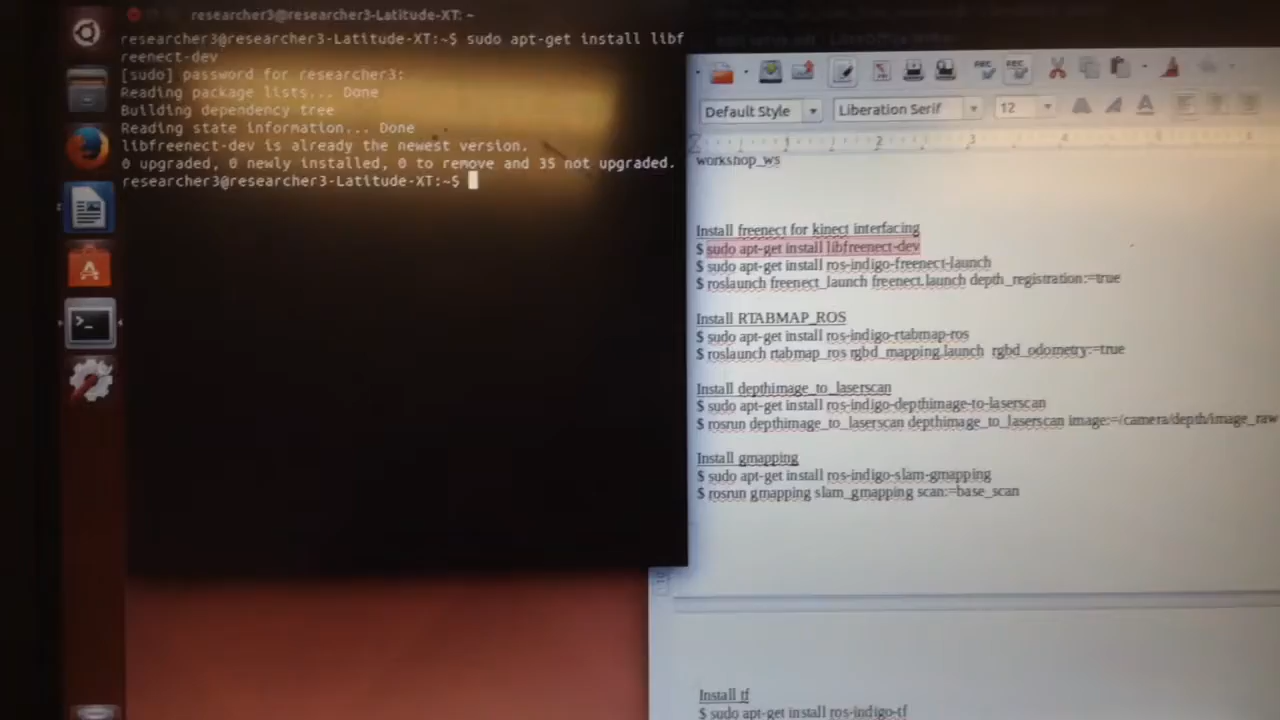 researcher3@researcher3-Latitude-XT: ~
researcher3@researcher3-Latitude-XT:~$ sudo apt-get install libf
reenect-dev
[sudo] password for researcher3:
Reading package lists... Done
Building dependency tree
Reading state information... Done
libfreenect-dev is already the newest version.
0 upgraded, 0 newly installed, 0 to remove and 35 not upgraded.
researcher3@researcher3-Latitude-XT:~$
Default Style
Liberation Serif
12
workshop_ws
Install freenect for kinect interfacing
$ sudo apt-get install libfreenect-dev
$ sudo apt-get install ros-indigo-freenect-launch
$ roslaunch freenect_launch freenect.launch depth_registration:=true
Install RTABMAP_ROS
$ sudo apt-get install ros-indigo-rtabmap-ros
$ roslaunch rtabmap_ros rgbd_mapping.launch rgbd_odometry:=true
Install depthimage_to_laserscan
$ sudo apt-get install ros-indigo-depthimage-to-laserscan
$ rosrun depthimage_to_laserscan depthimage_to_laserscan image:=/camera/depth/image_raw
Install gmapping
$ sudo apt-get install ros-indigo-slam-gmapping
$ rosrun gmapping slam_gmapping scan:=base_scan
Install tf
$ sudo apt-get install ros-indigo-tf